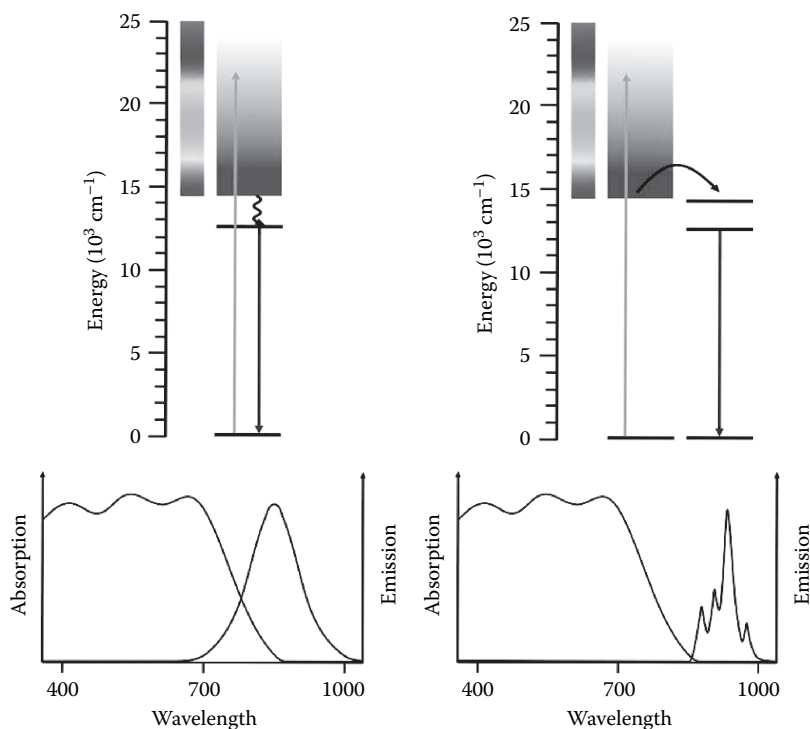 25
20
15
10
5
0
Energy (10³ cm⁻¹)
25
20
15
10
5
0
Energy (10³ cm⁻¹)
Absorption
Emission
400 700 1000
Wavelength
Absorption
Emission
400 700 1000
Wavelength